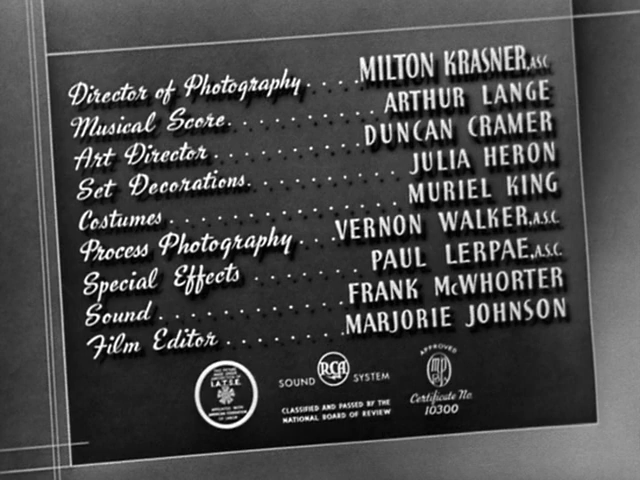 Director of Photography . . . . . MILTON KRASNER, A.S.C.
Musical Score . . . . . . . . . . . ARTHUR LANGE
Art Director . . . . . . . . . . . DUNCAN CRAMER
Set Decorations . . . . . . . . . . . JULIA HERON
Costumes . . . . . . . . . . . . . . . MURIEL KING
Process Photography . . . VERNON WALKER, A.S.C.
Special Effects . . . . . . . . PAUL LERPAE, A.S.C.
Sound . . . . . . . . . . . . . FRANK McWHORTER
Film Editor . . . . . . . . . MARJORIE JOHNSON
I.A.T.S.E.
SOUND RCA SYSTEM
CLASSIFIED AND PASSED BY THE
NATIONAL BOARD OF REVIEW
APPROVED
Certificate No.
10300